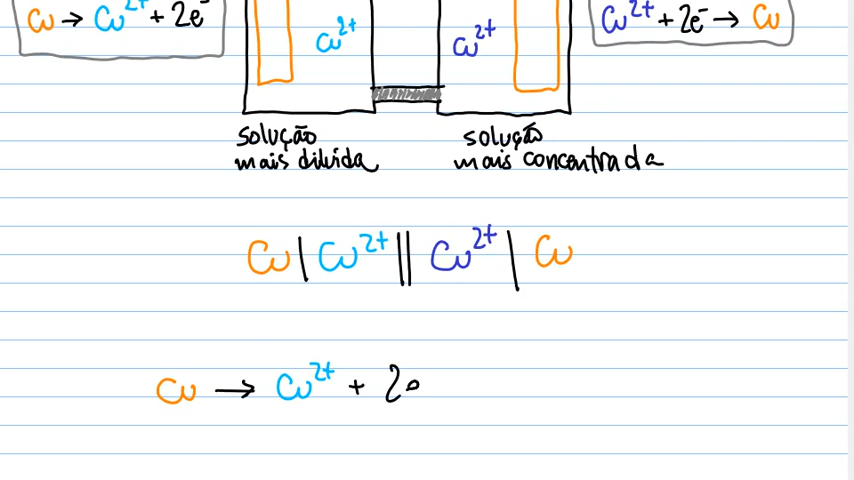 Cu → Cu²⁺ + 2e⁻
Cu²⁺
Cu²⁺
Cu²⁺ + 2e⁻ → Cu
solução mais diluída
solução mais concentrada
Cu | Cu²⁺ || Cu²⁺ | Cu
Cu → Cu²⁺ + 2e